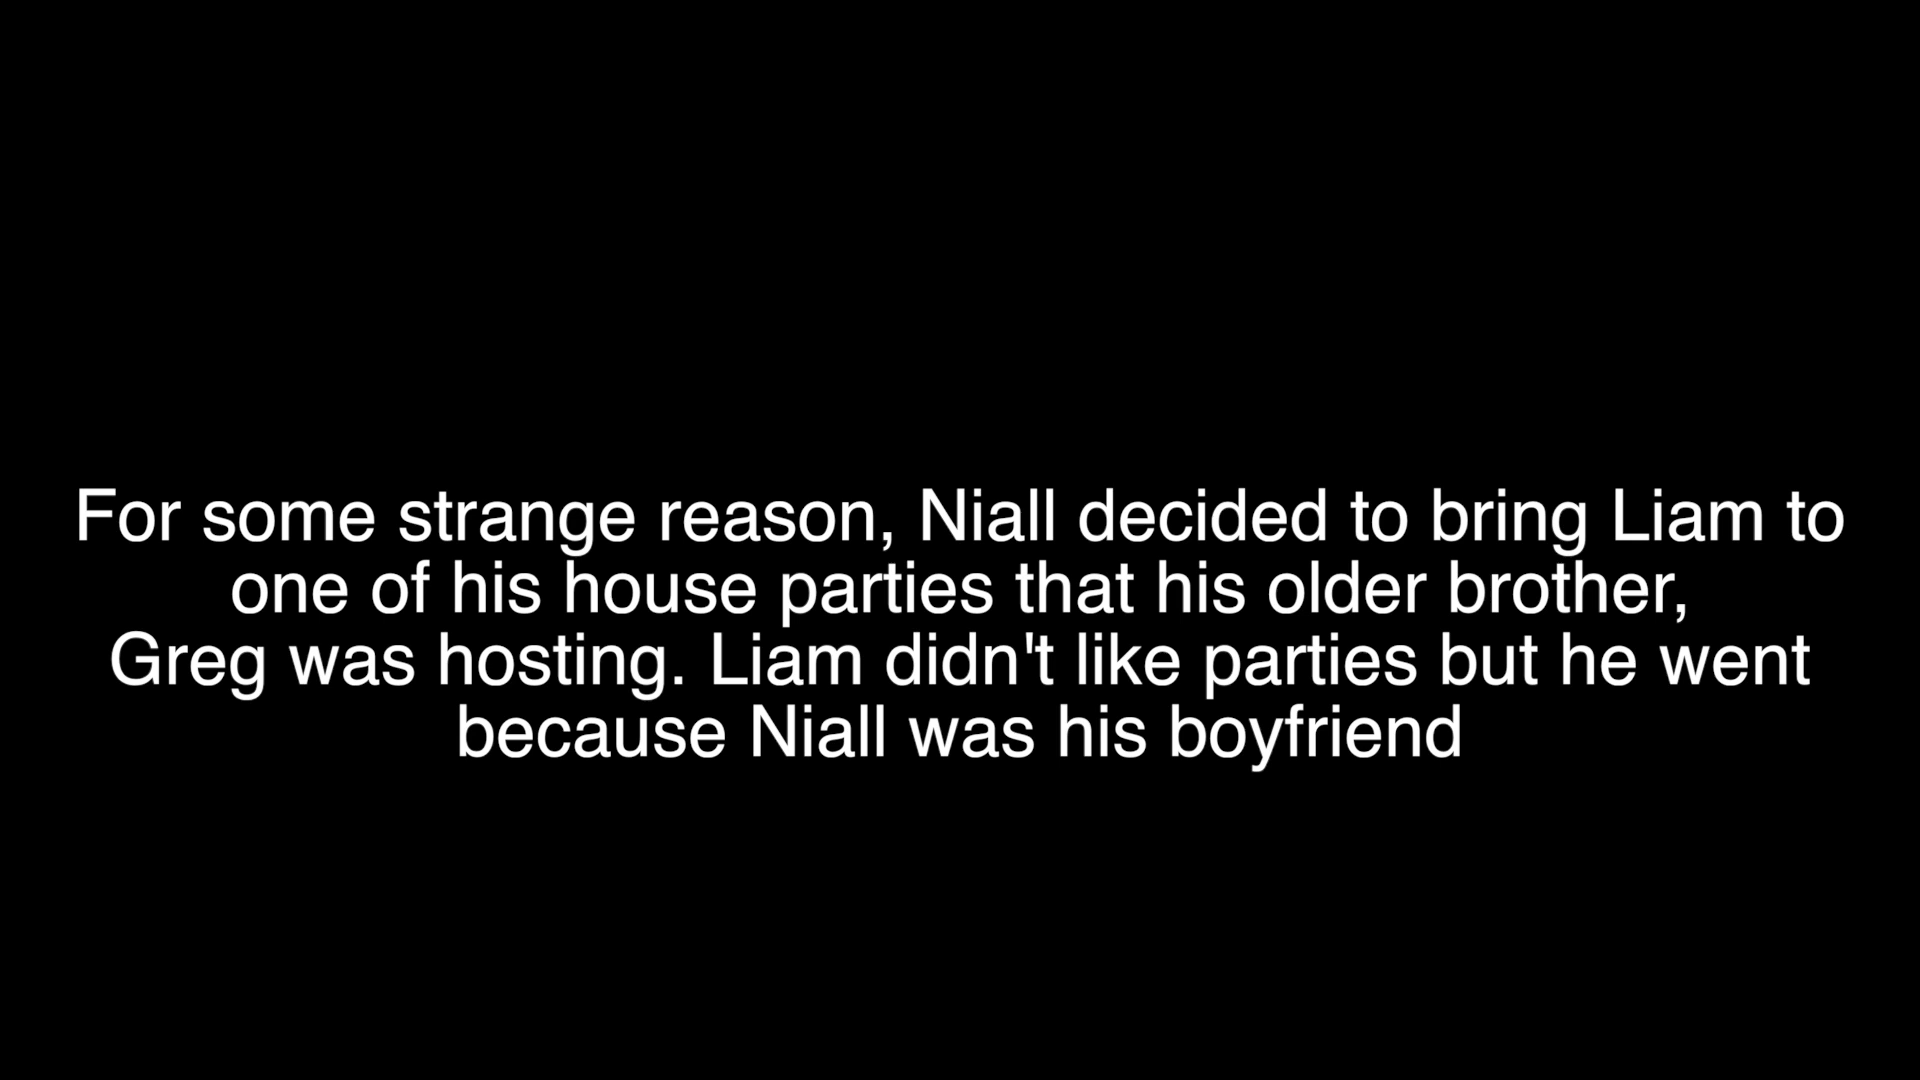 For some strange reason, Niall decided to bring Liam to
one of his house parties that his older brother,
Greg was hosting. Liam didn't like parties but he went
because Niall was his boyfriend